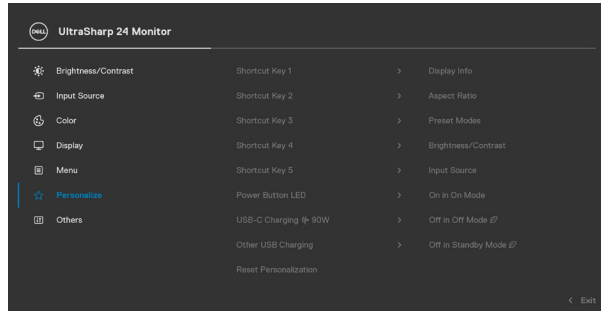 DELL UltraSharp 24 Monitor
Brightness/Contrast Shortcut Key 1 > Display Info
Input Source Shortcut Key 2 > Aspect Ratio
Color Shortcut Key 3 > Preset Modes
Display Shortcut Key 4 > Brightness/Contrast
Menu Shortcut Key 5 > Input Source
Personalize Power Button LED > On in On Mode
Others USB-C Charging 90W > Off in Off Mode
Other USB Charging > Off in Standby Mode
Reset Personalization
< Exit